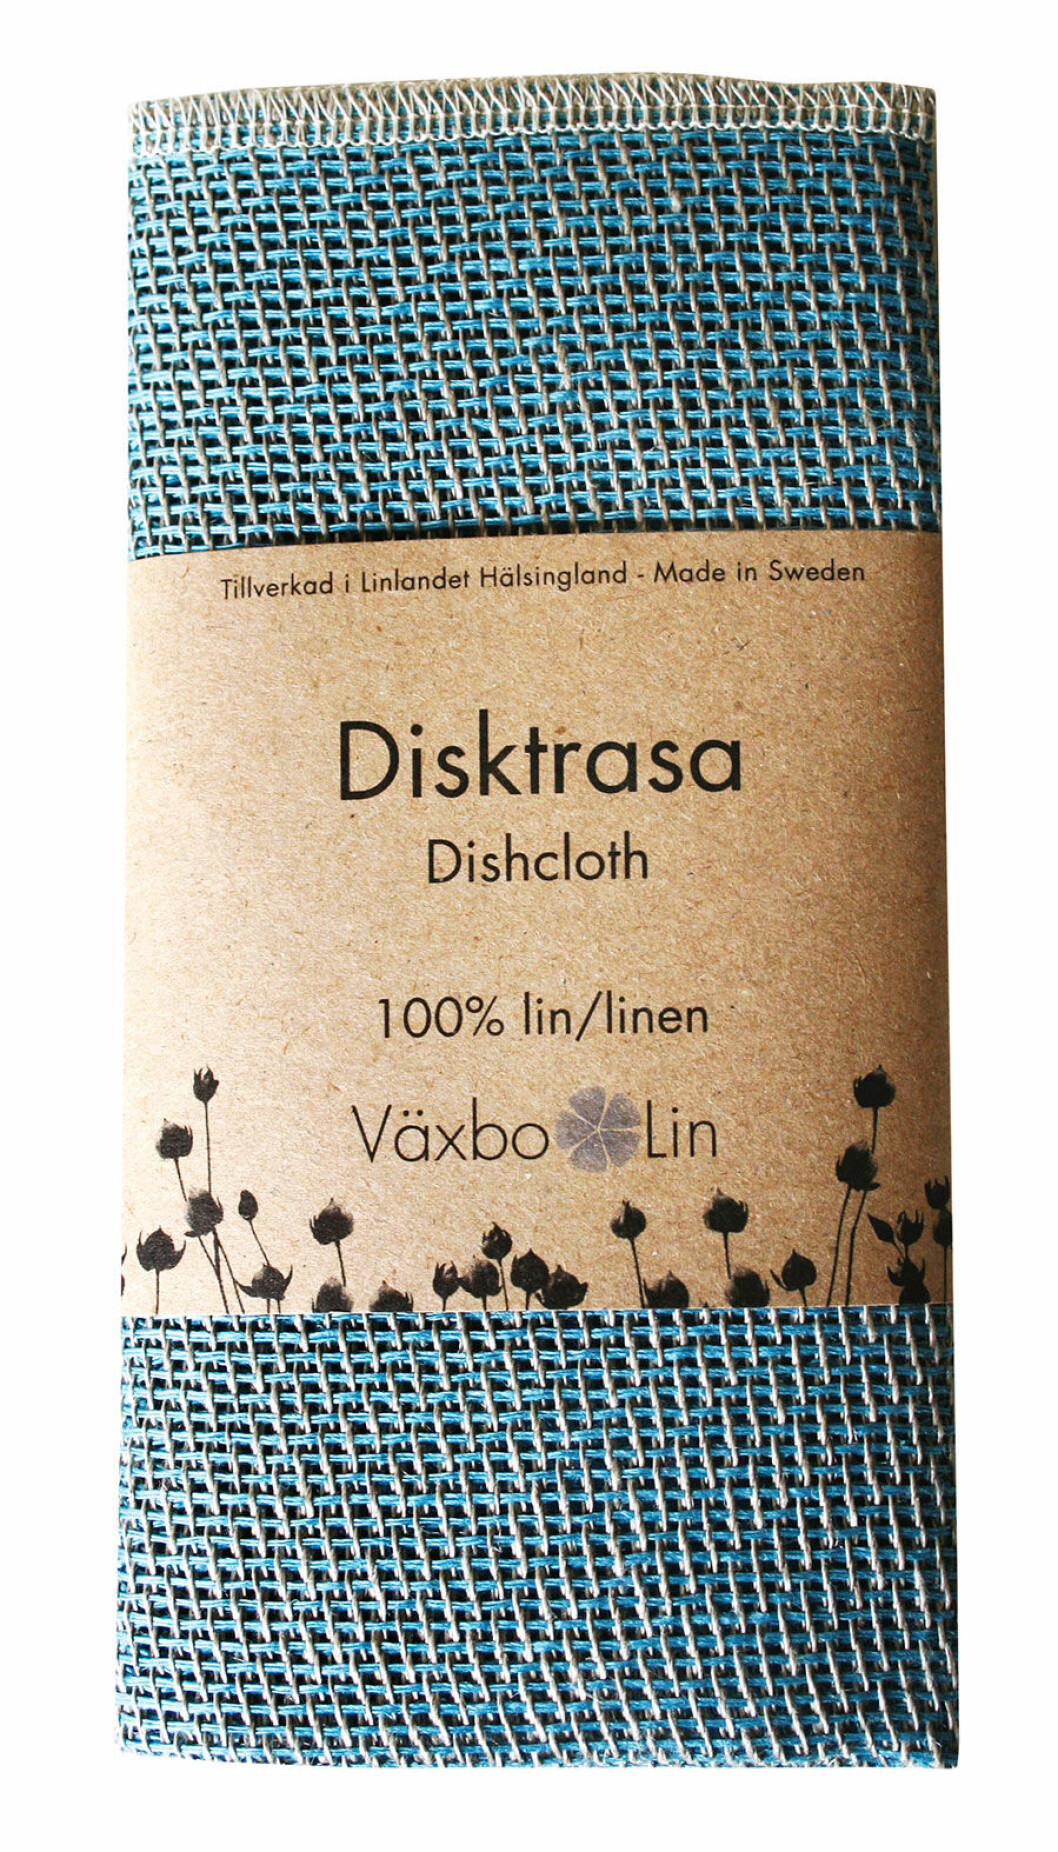 Tillverkad i Linlandet Hälsingland - Made in Sweden
Disktrasa
Dishcloth
100% lin/linen
Växbo Lin